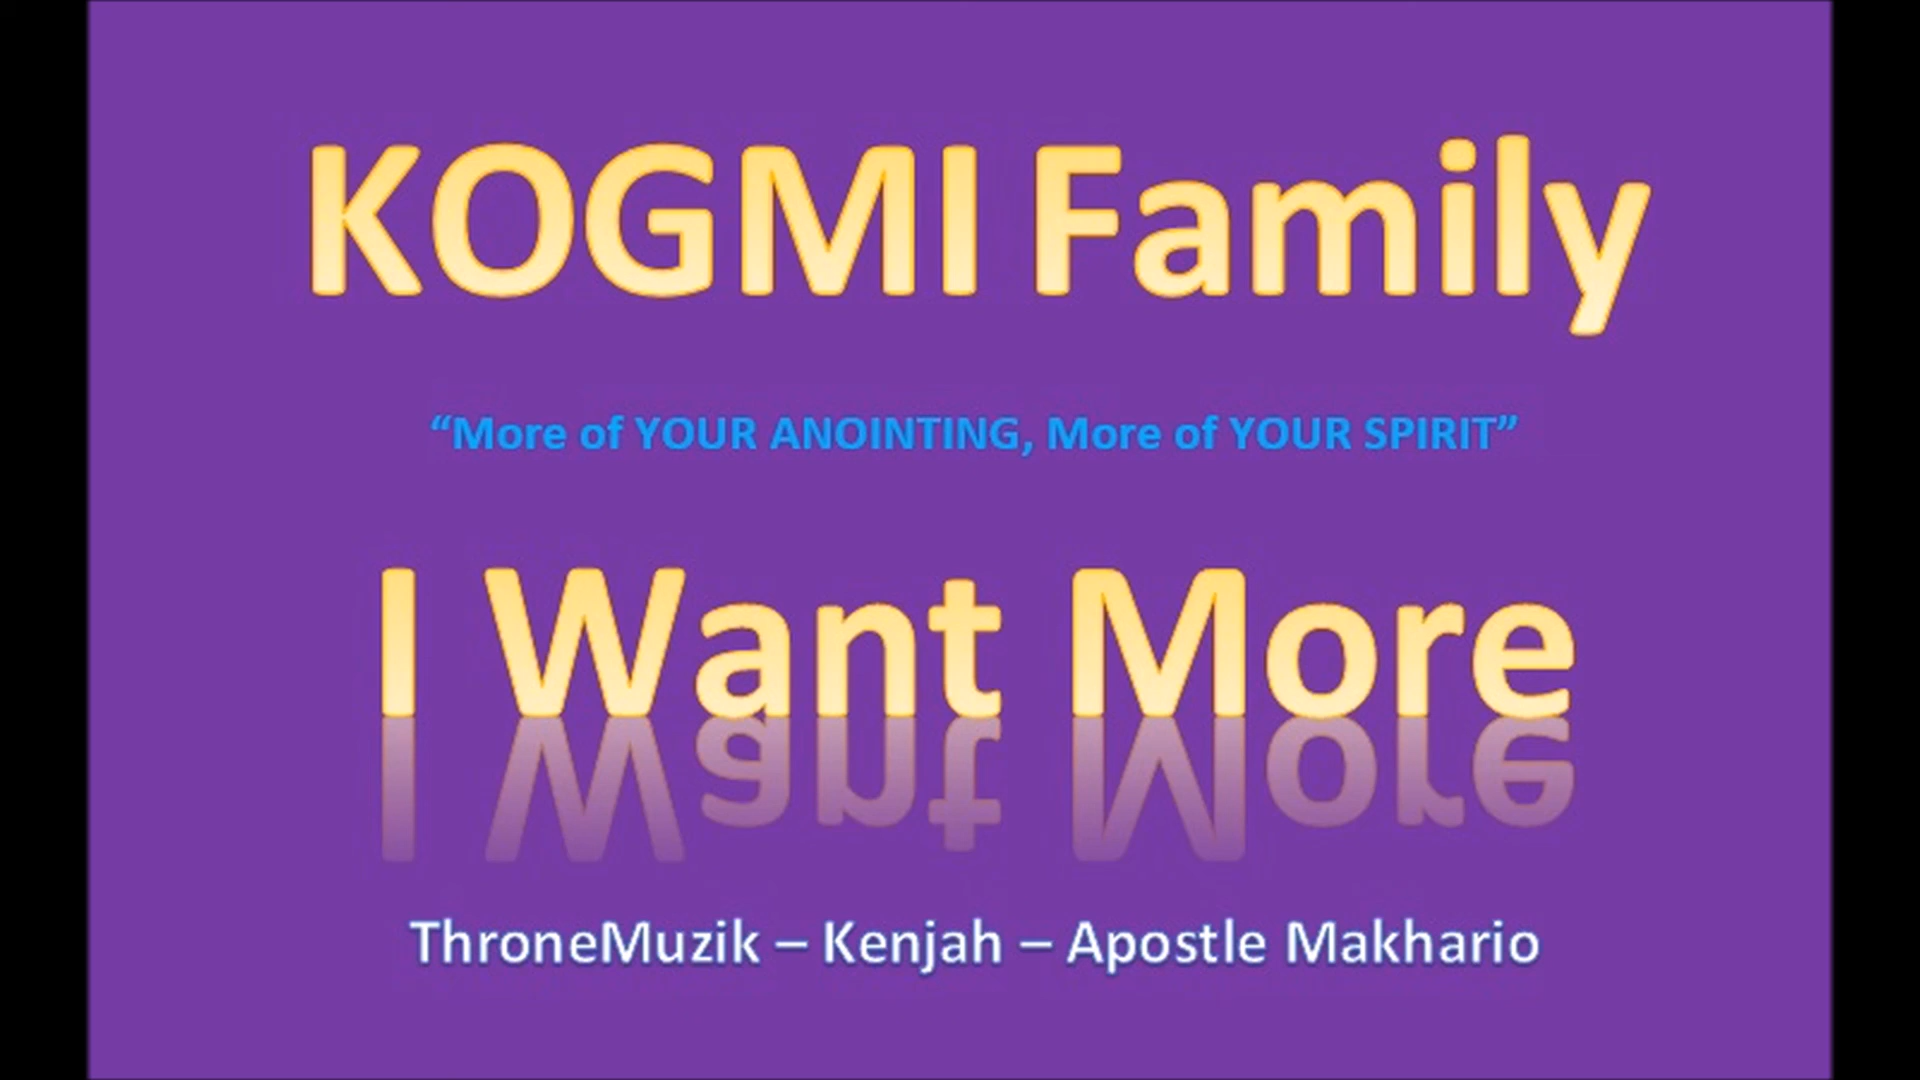 KOGMI Family
“More of YOUR ANOINTING, More of YOUR SPIRIT”
I Want More
ThroneMuzik – Kenjah – Apostle Makhario